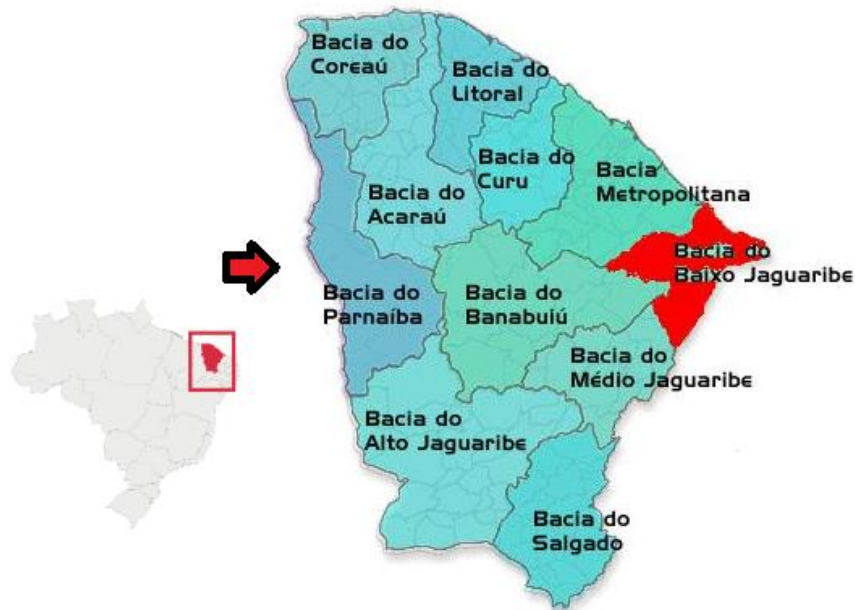 Bacia do
Coreaú
Bacia do
Litoral
Bacia do
Curu
Bacia
Metropolitana
Bacia do
Acaraú
Bacia do
Baixo Jaguaribe
Bacia do
Parnaíba
Bacia do
Banabuiú
Bacia do
Médio Jaguaribe
Bacia do
Alto Jaguaribe
Bacia do
Salgado